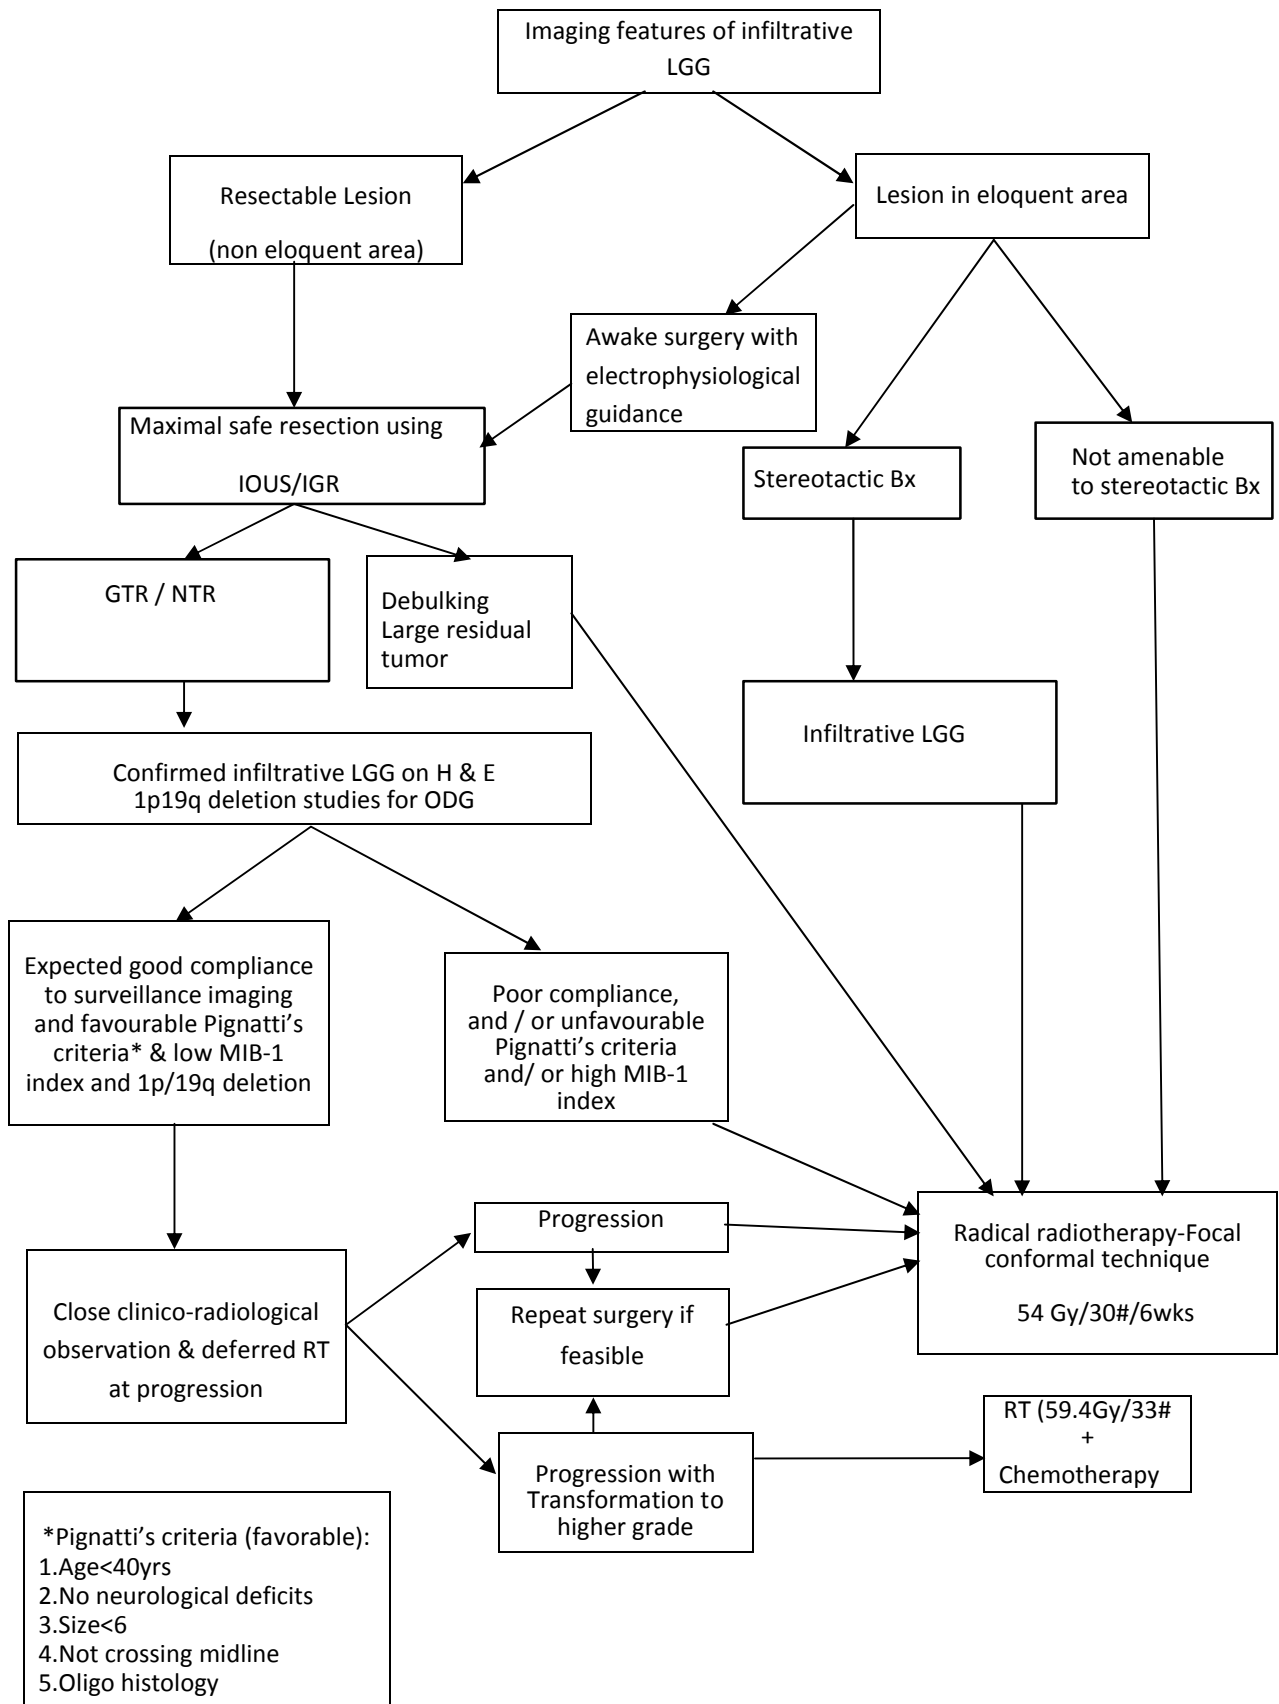 Imaging features of infiltrative
LGG
Resectable Lesion
(non eloquent area)
Lesion in eloquent area
Awake surgery with
electrophysiological
guidance
Maximal safe resection using
IOUS/IGR
Stereotactic Bx
Not amenable
to stereotactic Bx
GTR / NTR
Debulking
Large residual
tumor
Infiltrative LGG
Confirmed infiltrative LGG on H & E
1p19q deletion studies for ODG
Expected good compliance
to surveillance imaging
and favourable Pignatti’s
criteria* & low MIB-1
index and 1p/19q deletion
Poor compliance,
and / or unfavourable
Pignatti’s criteria
and/ or high MIB-1
index
Progression
Radical radiotherapy-Focal
conformal technique
54 Gy/30#/6wks
Close clinico-radiological
observation & deferred RT
at progression
Repeat surgery if
feasible
RT (59.4Gy/33#
+
Chemotherapy
Progression with
Transformation to
higher grade
*Pignatti’s criteria (favorable):
1.Age<40yrs
2.No neurological deficits
3.Size<6
4.Not crossing midline
5.Oligo histology